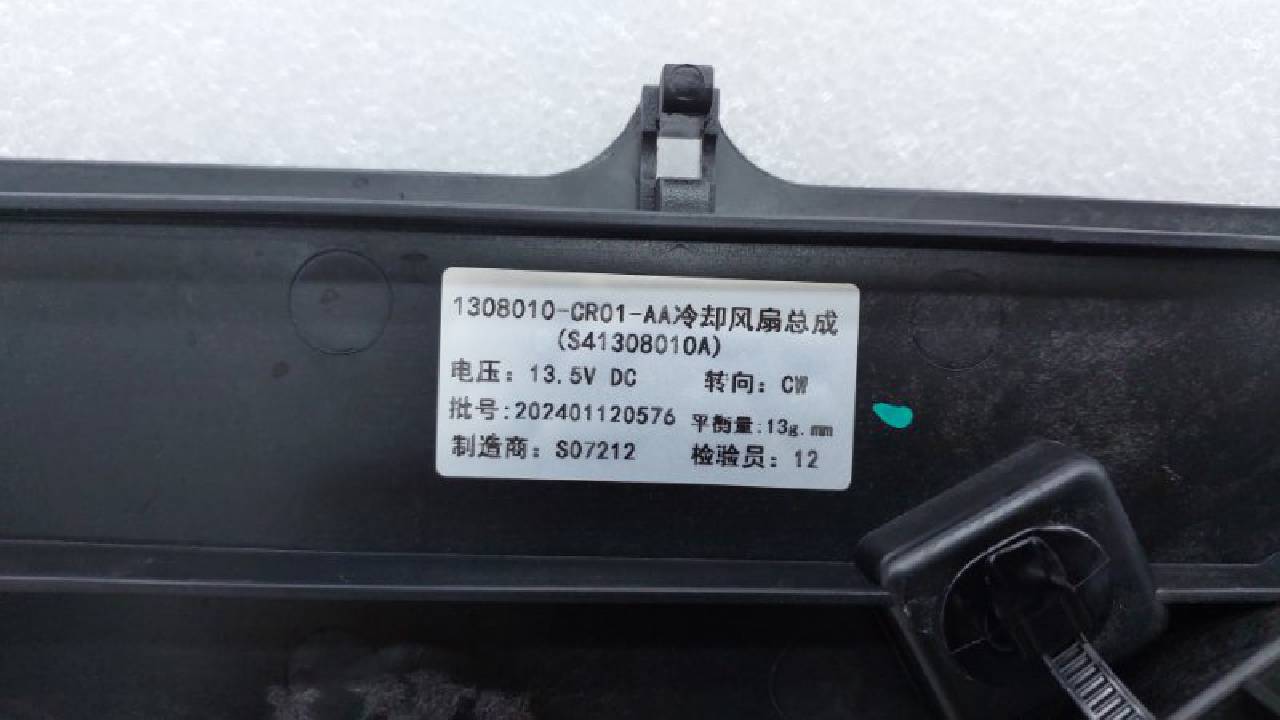 1308010-CR01-AA冷却风扇总成
(S41308010A)
电压：13.5V DC 转向：CW
批号:202401120576 平衡量:13g.mm
制造商：S07212 检验员：12